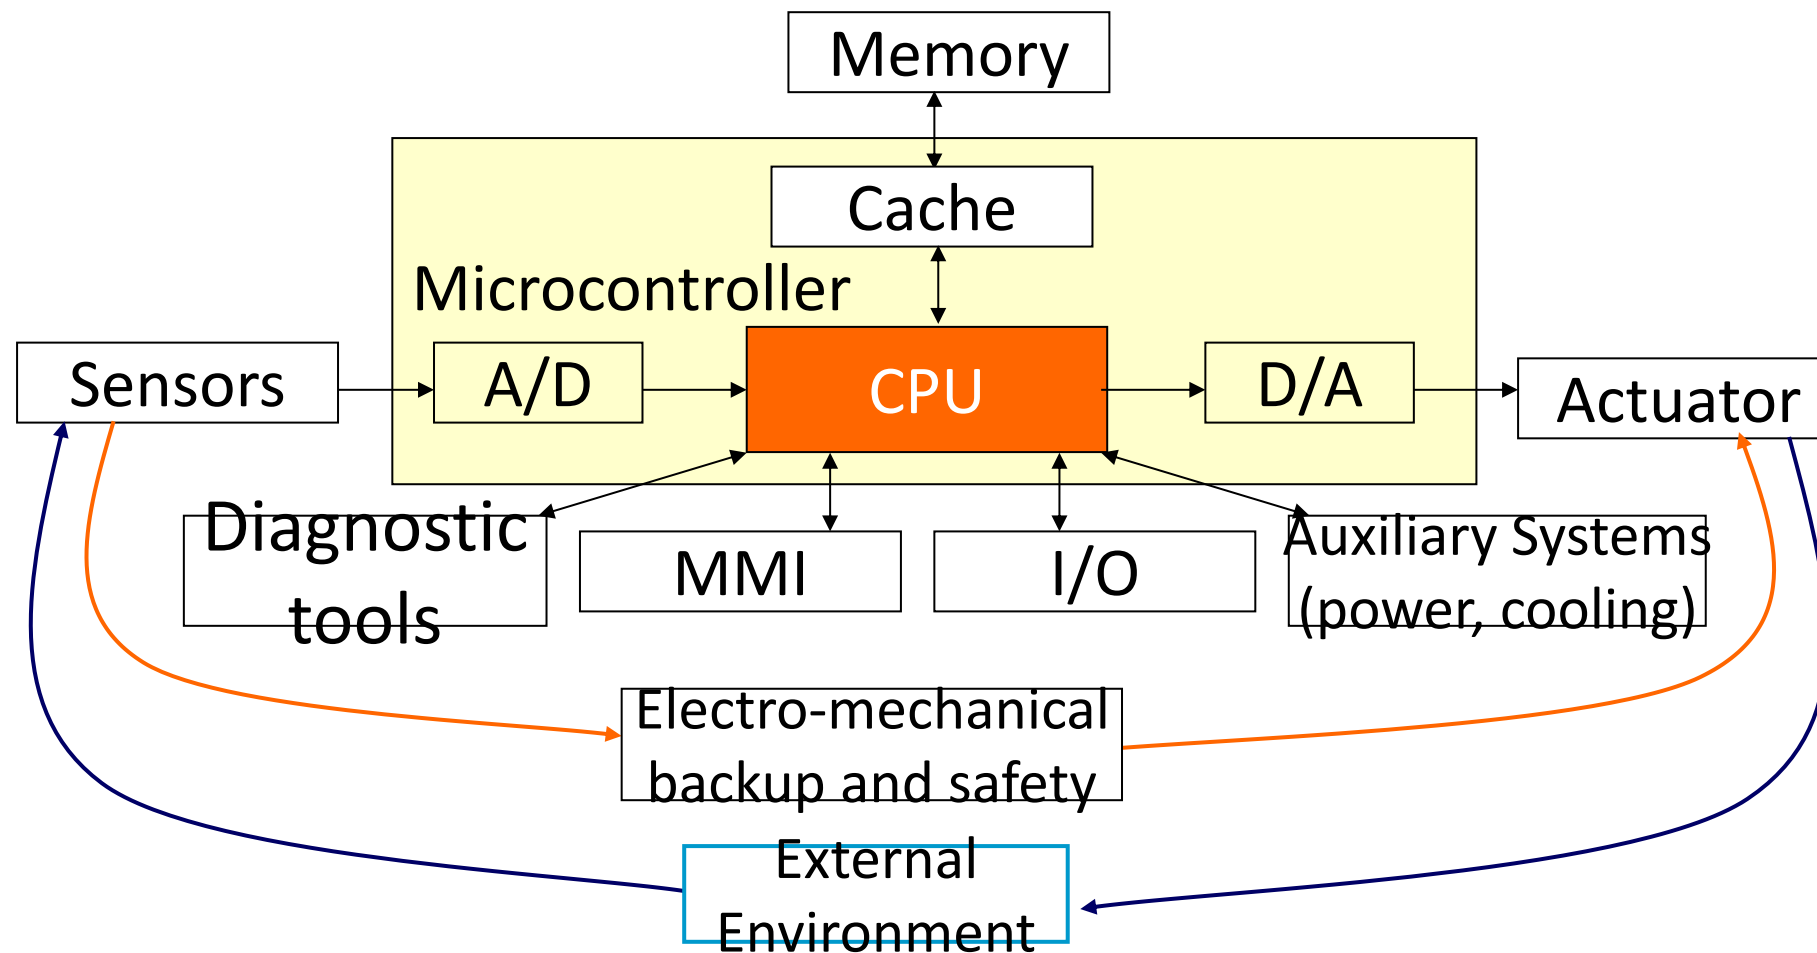 Memory
Cache
Microcontroller
Sensors
A/D
CPU
D/A
Actuator
Diagnostic
tools
MMI
I/O
Auxiliary Systems
(power, cooling)
Electro-mechanical
backup and safety
External
Environment